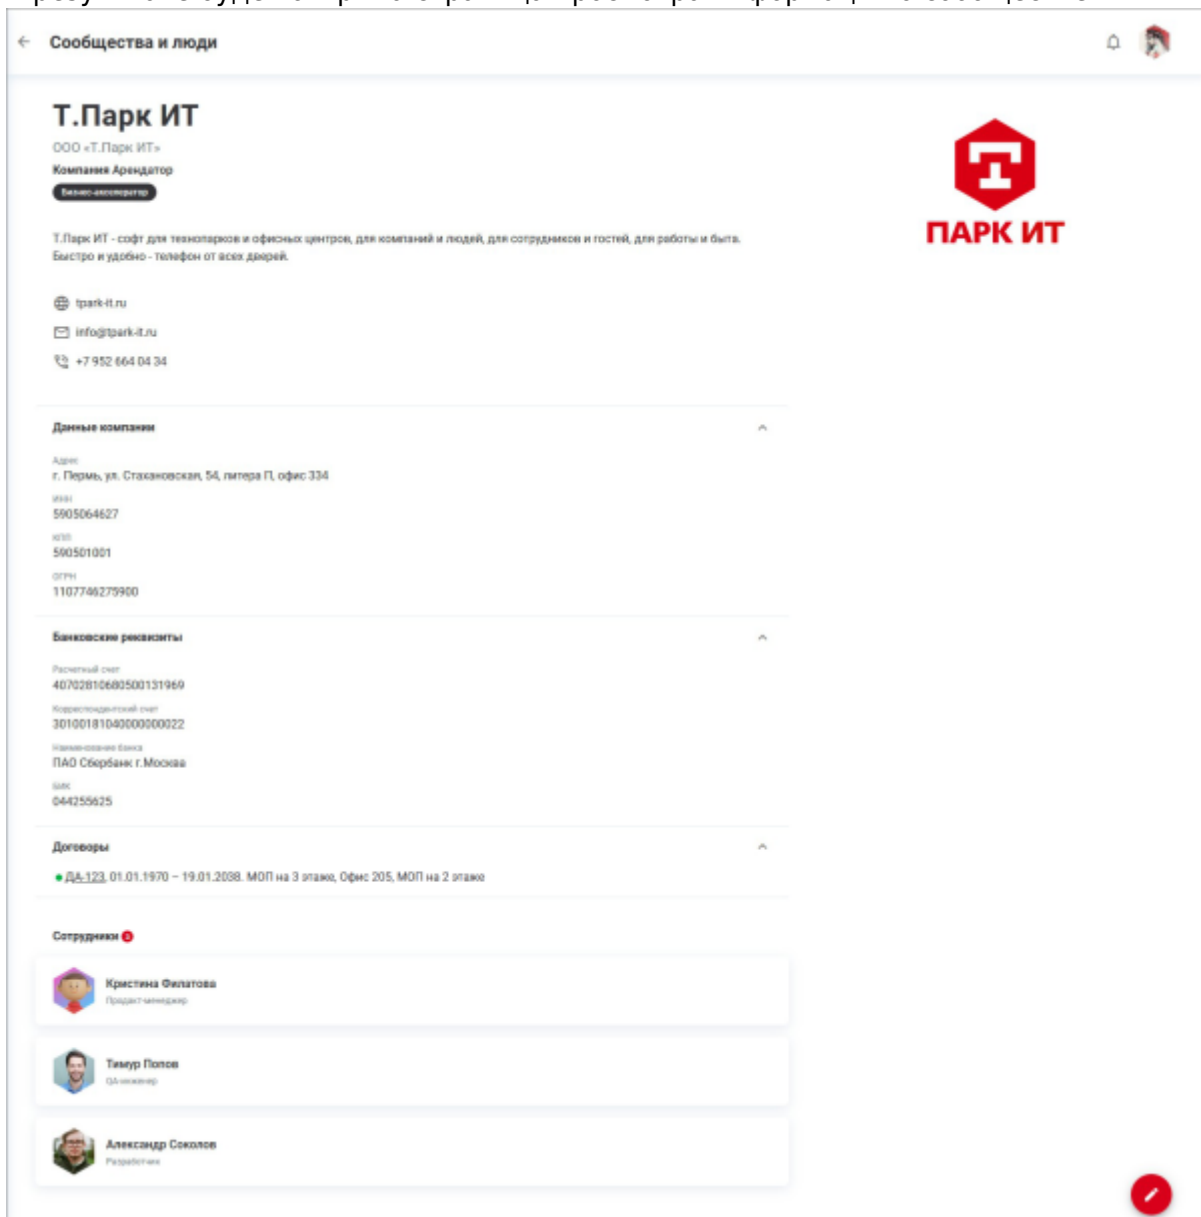 Сообщества и люди
Т.Парк ИТ
ООО «Т.Парк ИТ»
Компания Арендатор
Бизнес-акселератор
Т.Парк ИТ - софт для технопарков и офисных центров, для компаний и людей, для сотрудников и гостей, для работы и быта.
Быстро и удобно - телефон от всех дверей.
tpark-it.ru
info@tpark-it.ru
+7 952 664 04 34
ПАРК ИТ
Данные компании
Адрес
г. Пермь, ул. Стахановская, 54, литера П, офис 334
ИНН
5905064627
КПП
590501001
ОГРН
1107746275900
Банковские реквизиты
Расчетный счет
40702810680500131969
Корреспондентский счет
30100181040000000022
Наименование банка
ПАО Сбербанк г.Москва
БИК
044255625
Договоры
ДА-123, 01.01.1970 – 19.01.2038. МОП на 3 этаже, Офис 205, МОП на 2 этаже
Сотрудники
Кристина Филатова
Продакт-менеджер
Тимур Попов
QA-инженер
Александр Соколов
Разработчик